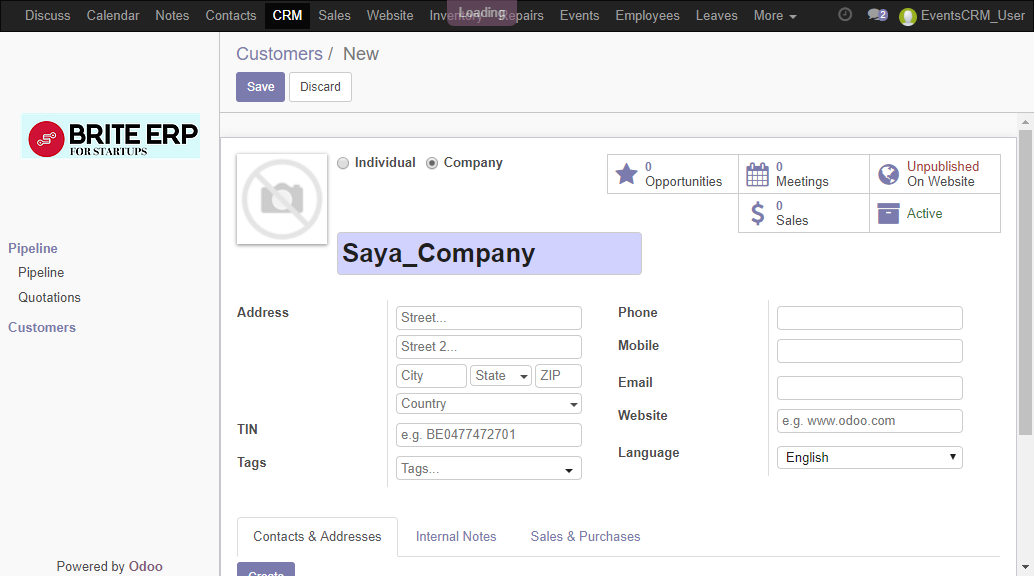 Discuss Calendar Notes Contacts CRM Sales Website Inventory Repairs Events Employees Leaves More 2 EventsCRM_User
Loading
Customers / New
Save Discard
BRITE ERP
FOR STARTUPS
Pipeline
Pipeline
Quotations
Customers
Powered by Odoo
Individual Company
0
Opportunities
0
Meetings
Unpublished
On Website
0
Sales
Active
Saya_Company
Address
Street...
Street 2...
City State ZIP
Country
TIN
e.g. BE0477472701
Tags
Tags...
Phone
Mobile
Email
Website
e.g. www.odoo.com
Language
English
Contacts & Addresses Internal Notes Sales & Purchases
Create